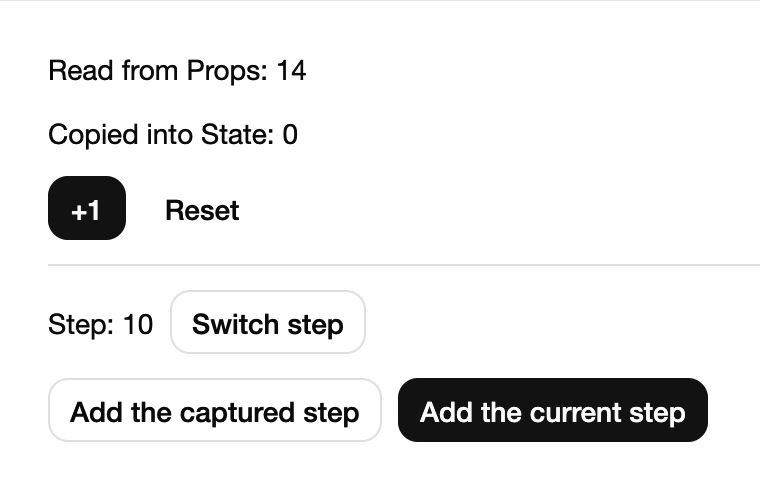 Read from Props: 14
Copied into State: 0
+1 Reset
Step: 10 Switch step
Add the captured step Add the current step